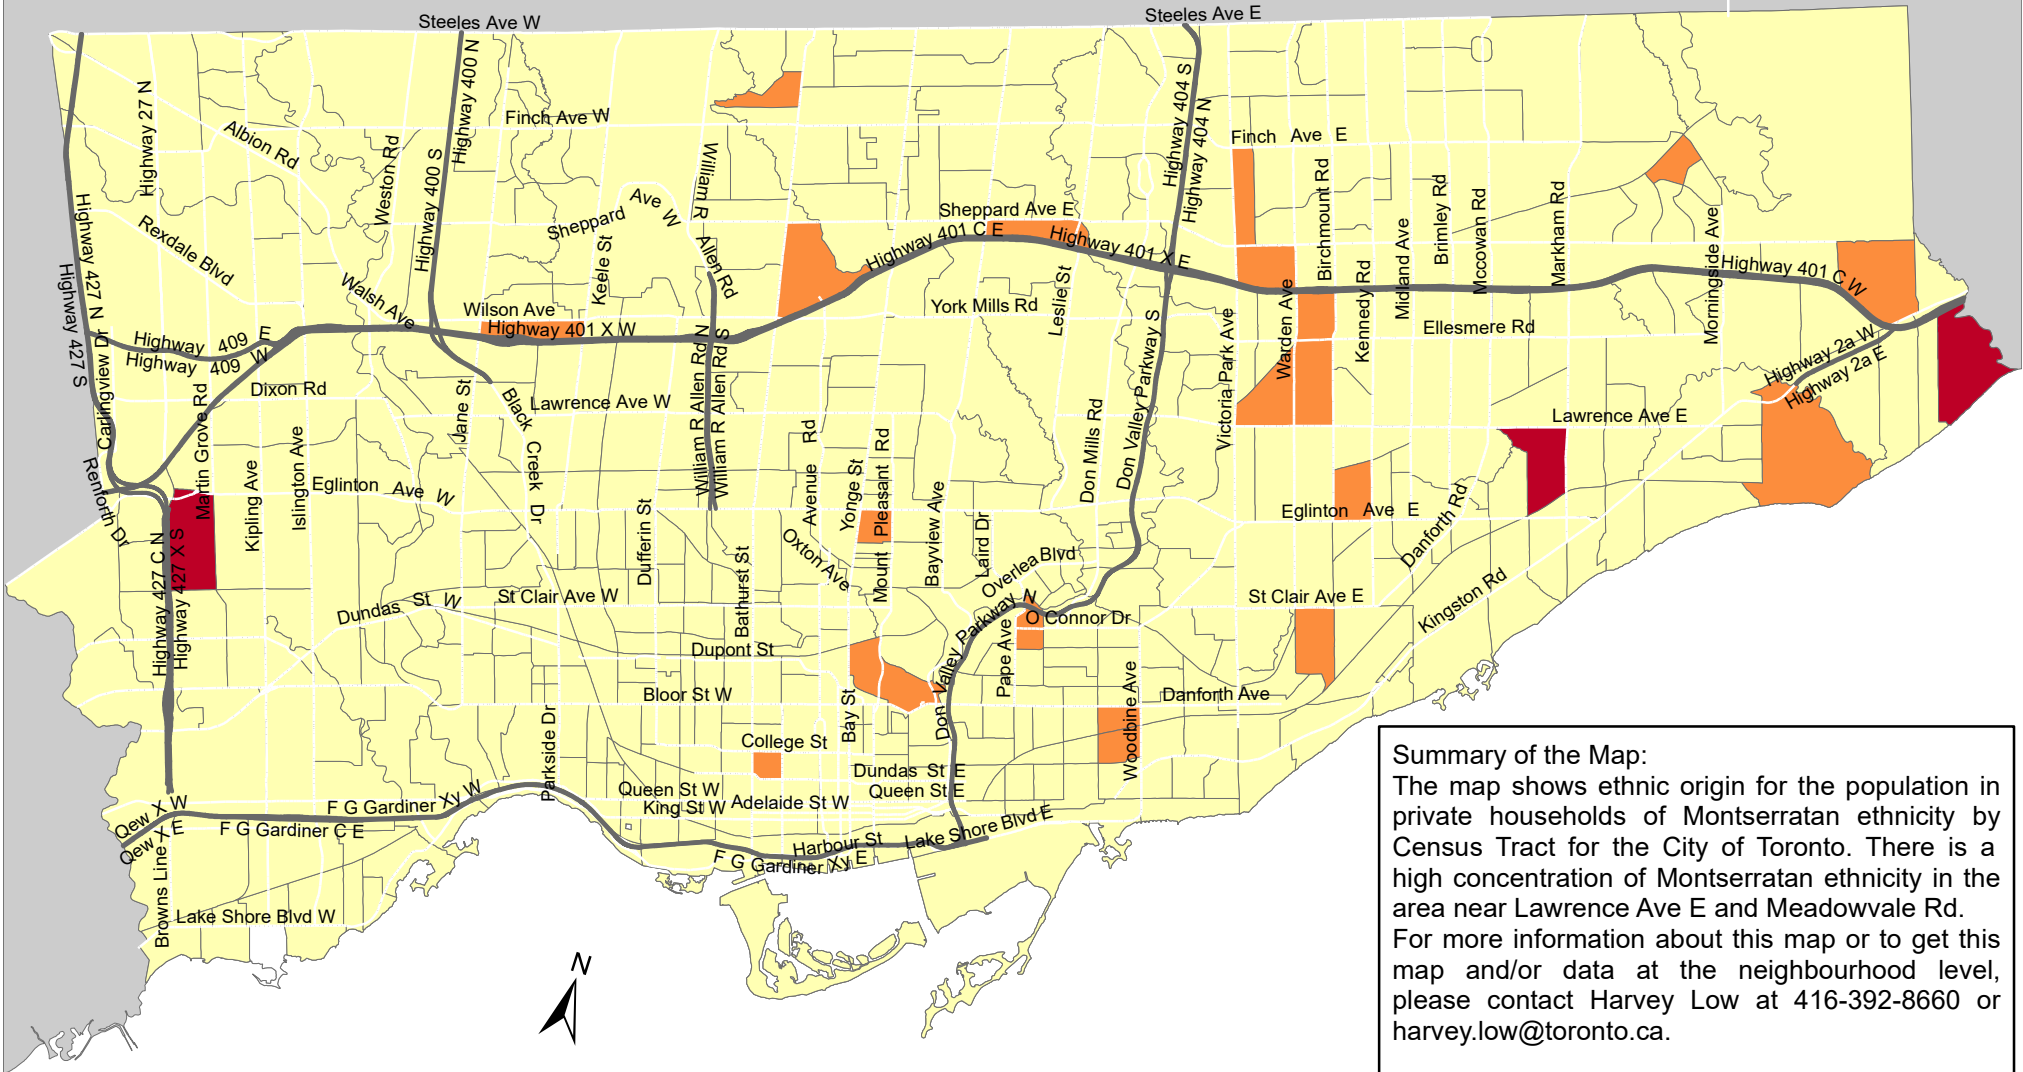 Steeles Ave W
Steeles Ave E
Highway 400 N
Highway 404 S
Highway 27 N
Finch Ave W
Highway 404 N
Finch Ave E
Albion Rd
Weston Rd
Highway 400 S
William R Allen Rd
Birchmount Rd
Brimley Rd
Mccowan Rd
Markham Rd
Midland Ave
Morningside Ave
Highway 427 N
Rexdale Blvd
Sheppard Ave W
Keele St
Sheppard Ave E
Highway 401 C E
Highway 401 X E
Highway 401 C W
Highway 427 S
Walsh Ave
Wilson Ave
Highway 401 X W
York Mills Rd
Leslie St
Warden Ave
Kennedy Rd
Ellesmere Rd
Highway 409 E
Highway 409 W
Carlingview Dr
Dixon Rd
Martin Grove Rd
Jane St
Black Creek Dr
Lawrence Ave W
William R Allen Rd N
William R Allen Rd S
Don Valley Parkway S
Victoria Park Ave
Highway 2a W
Highway 2a E
Lawrence Ave E
Renforth Dr
Kipling Ave
Islington Ave
Eglinton Ave W
Dufferin St
Bathurst St
Avenue Rd
Yonge St
Mount Pleasant Rd
Bayview Ave
Laird Dr
Don Mills Rd
Eglinton Ave E
Danforth Rd
Oxton Ave
Overlea Blvd
Highway 427 C N
Highway 427 X S
Dundas St W
St Clair Ave W
St Clair Ave E
Kingston Rd
O Connor Dr
Don Valley Parkway N
Pape Ave
Dupont St
Bloor St W
Bay St
Danforth Ave
Woodbine Ave
Parkside Dr
College St
Dundas St E
Queen St E
Queen St W
King St W
Adelaide St W
Qew X W
Qew X E
F G Gardiner Xy W
F G Gardiner C E
Harbour St
F G Gardiner Xy E
Lake Shore Blvd E
Browns Line
Lake Shore Blvd W
N
Summary of the Map:
The map shows ethnic origin for the population in
private households of Montserratan ethnicity by
Census Tract for the City of Toronto. There is a
high concentration of Montserratan ethnicity in the
area near Lawrence Ave E and Meadowvale Rd.
For more information about this map or to get this
map and/or data at the neighbourhood level,
please contact Harvey Low at 416-392-8660 or
harvey.low@toronto.ca.